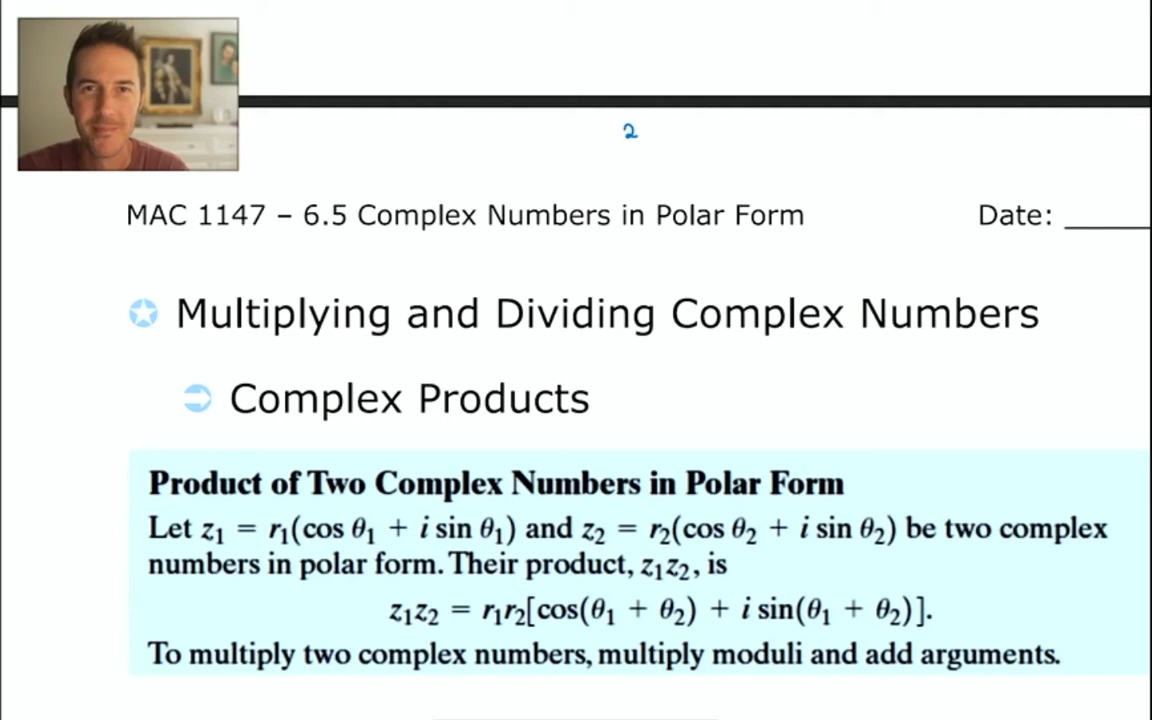 2
MAC 1147 – 6.5 Complex Numbers in Polar Form Date: ______
Multiplying and Dividing Complex Numbers
Complex Products
Product of Two Complex Numbers in Polar Form
Let z₁ = r₁(cos θ₁ + i sin θ₁) and z₂ = r₂(cos θ₂ + i sin θ₂) be two complex
numbers in polar form. Their product, z₁z₂, is
z₁z₂ = r₁r₂[cos(θ₁ + θ₂) + i sin(θ₁ + θ₂)].
To multiply two complex numbers, multiply moduli and add arguments.